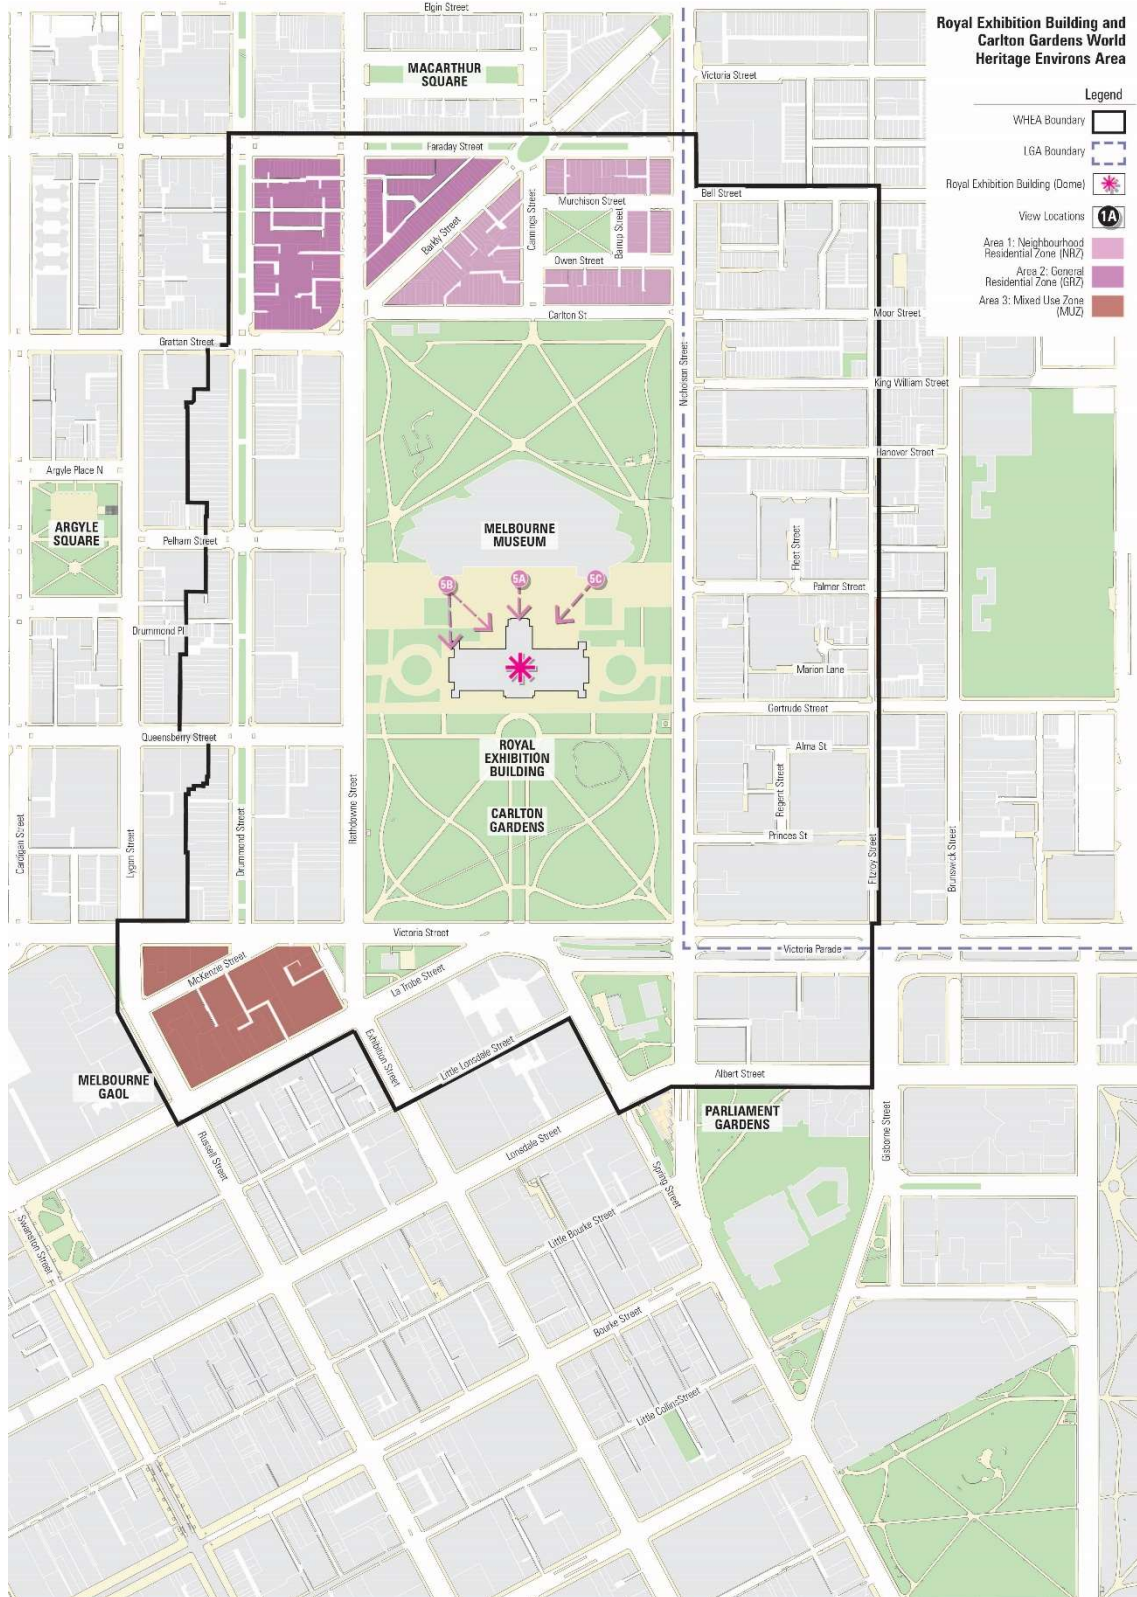 Elgin Street
Royal Exhibition Building and
Carlton Gardens World
Heritage Environs Area
MACARTHUR
SQUARE
Victoria Street
Legend
WHEA Boundary
LGA Boundary
Royal Exhibition Building (Dome)
View Locations
1A
Area 1: Neighbourhood
Residential Zone (NRZ)
Area 2: General
Residential Zone (GRZ)
Area 3: Mixed Use Zone
(MUZ)
Faraday Street
Bell Street
Murchison Street
Barkly Street
Cannings Street
Barrup Street
Owen Street
Carlton St
Moor Street
Grattan Street
Nicholson Street
King William Street
Hanover Street
Argyle Place N
ARGYLE
SQUARE
Pelham Street
MELBOURNE
MUSEUM
Fleet Street
5B
5A
5C
Palmer Street
Drummond Pl
Marion Lane
Gertrude Street
Queensberry Street
ROYAL
EXHIBITION
BUILDING
Alma St
Regent Street
CARLTON
GARDENS
Princes St
Cardigan Street
Lygon Street
Drummond Street
Rathdowne Street
Fitzroy Street
Brunswick Street
Victoria Street
Victoria Parade
McKenzie Street
La Trobe Street
Exhibition Street
Little Lonsdale Street
MELBOURNE
GAOL
Albert Street
PARLIAMENT
GARDENS
Russell Street
Lonsdale Street
Spring Street
Gisborne Street
Swanston Street
Little Bourke Street
Bourke Street
Little CollinsStreet